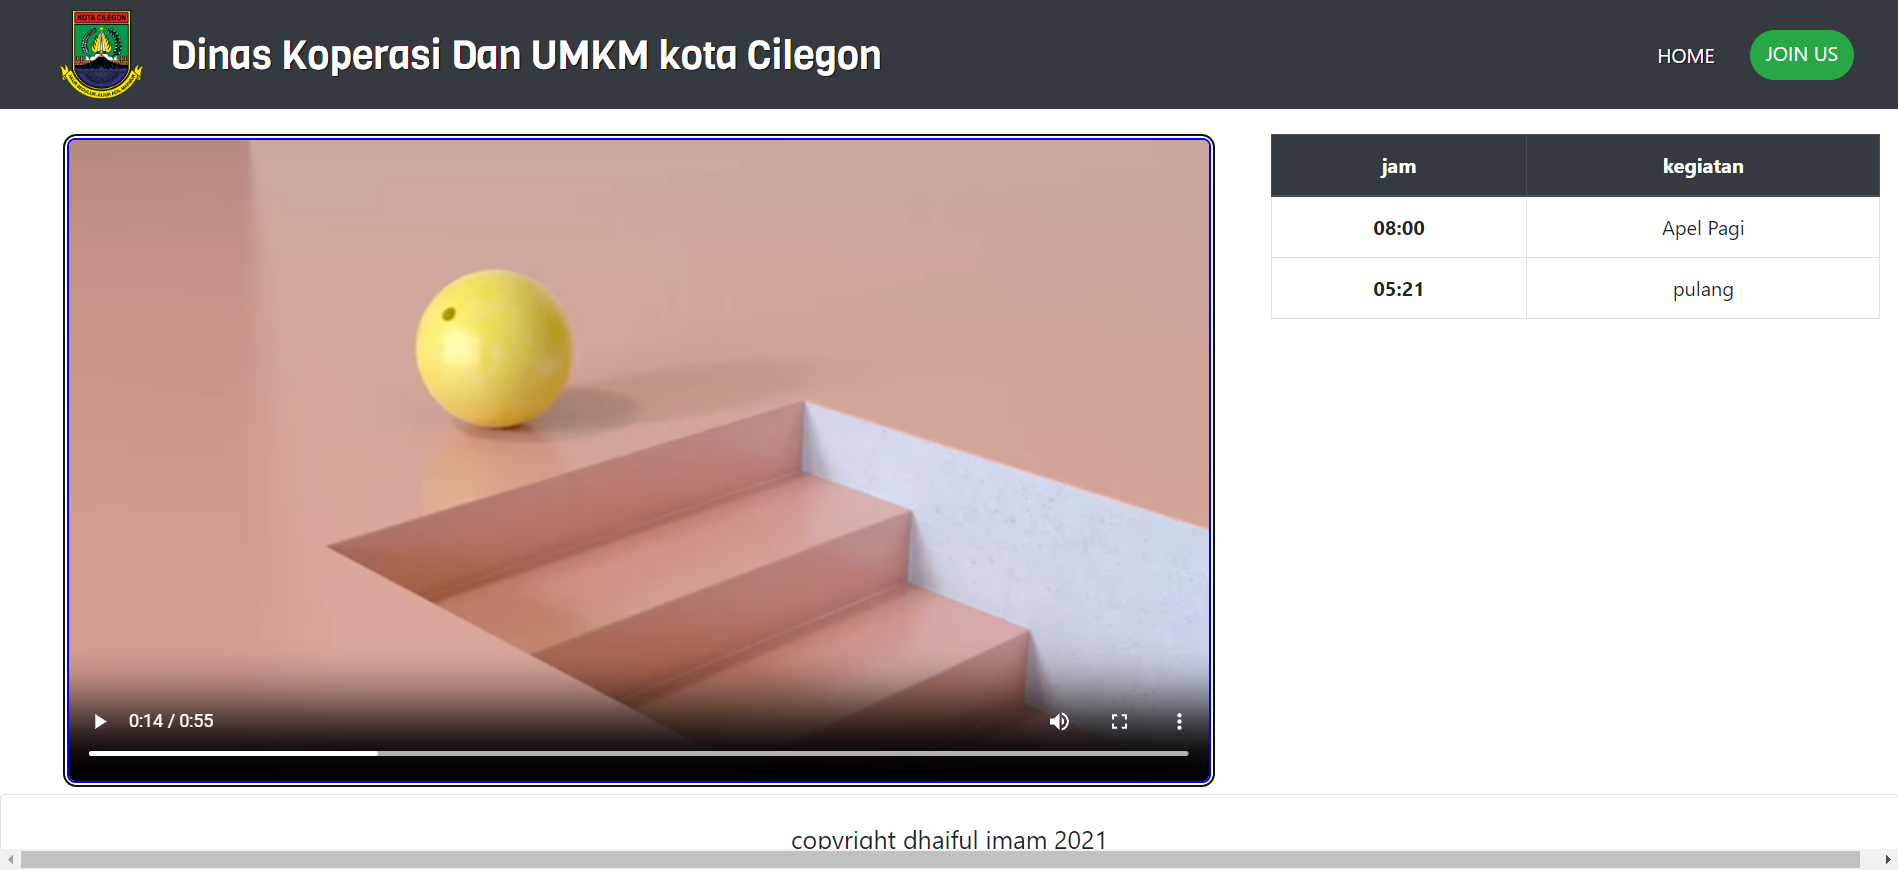 KOTA CILEGON
Dinas Koperasi Dan UMKM kota Cilegon
HOME
JOIN US
jam kegiatan
08:00 Apel Pagi
05:21 pulang
0:14 / 0:55
copyright dhaiful imam 2021